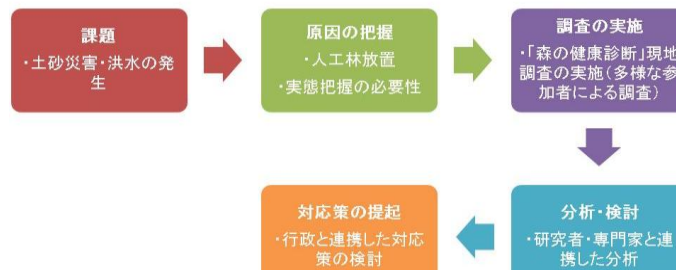 課題
・土砂災害・洪水の発
生
原因の把握
・人工林放置
・実態把握の必要性
調査の実施
・「森の健康診断」現地
調査の実施(多様な参
加者による調査)
分析・検討
・研究者・専門家と連
携した分析
対応策の提起
・行政と連携した対応
策の検討